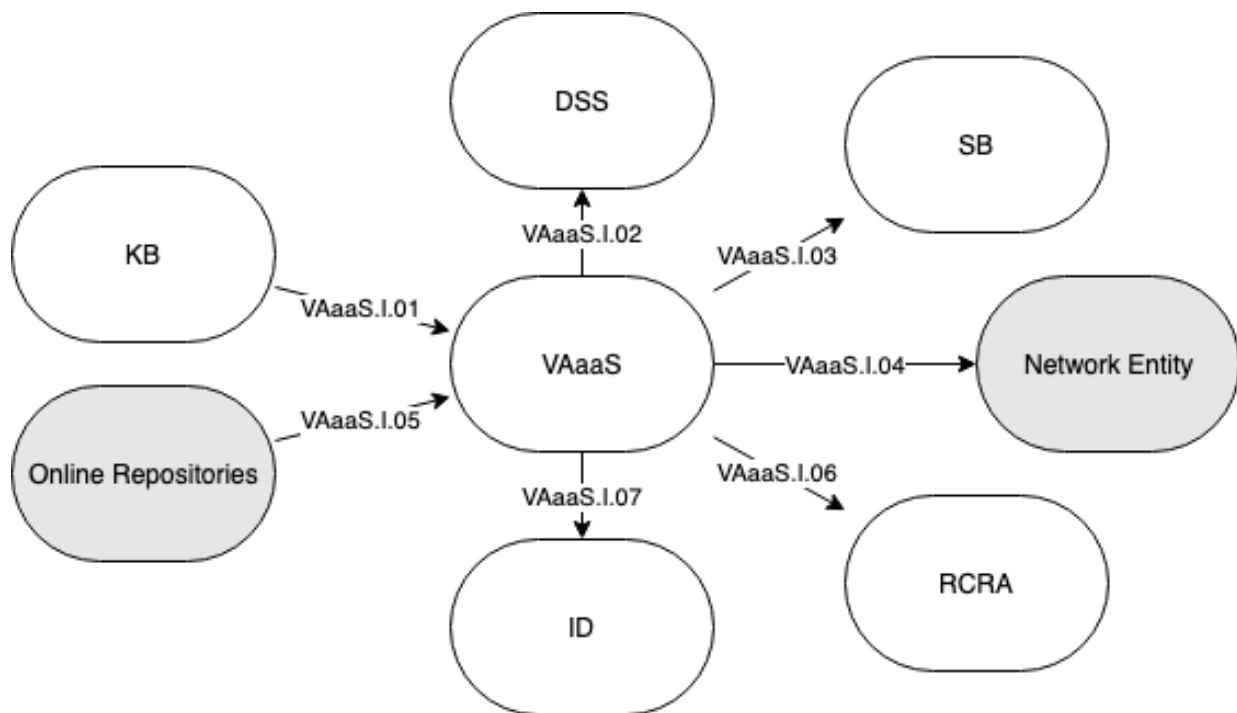 DSS
SB
VAaaS.I.02
VAaaS.I.03
KB
VAaaS.I.01
VAaaS
VAaaS.I.04
Network Entity
VAaaS.I.05
Online Repositories
VAaaS.I.06
VAaaS.I.07
RCRA
ID